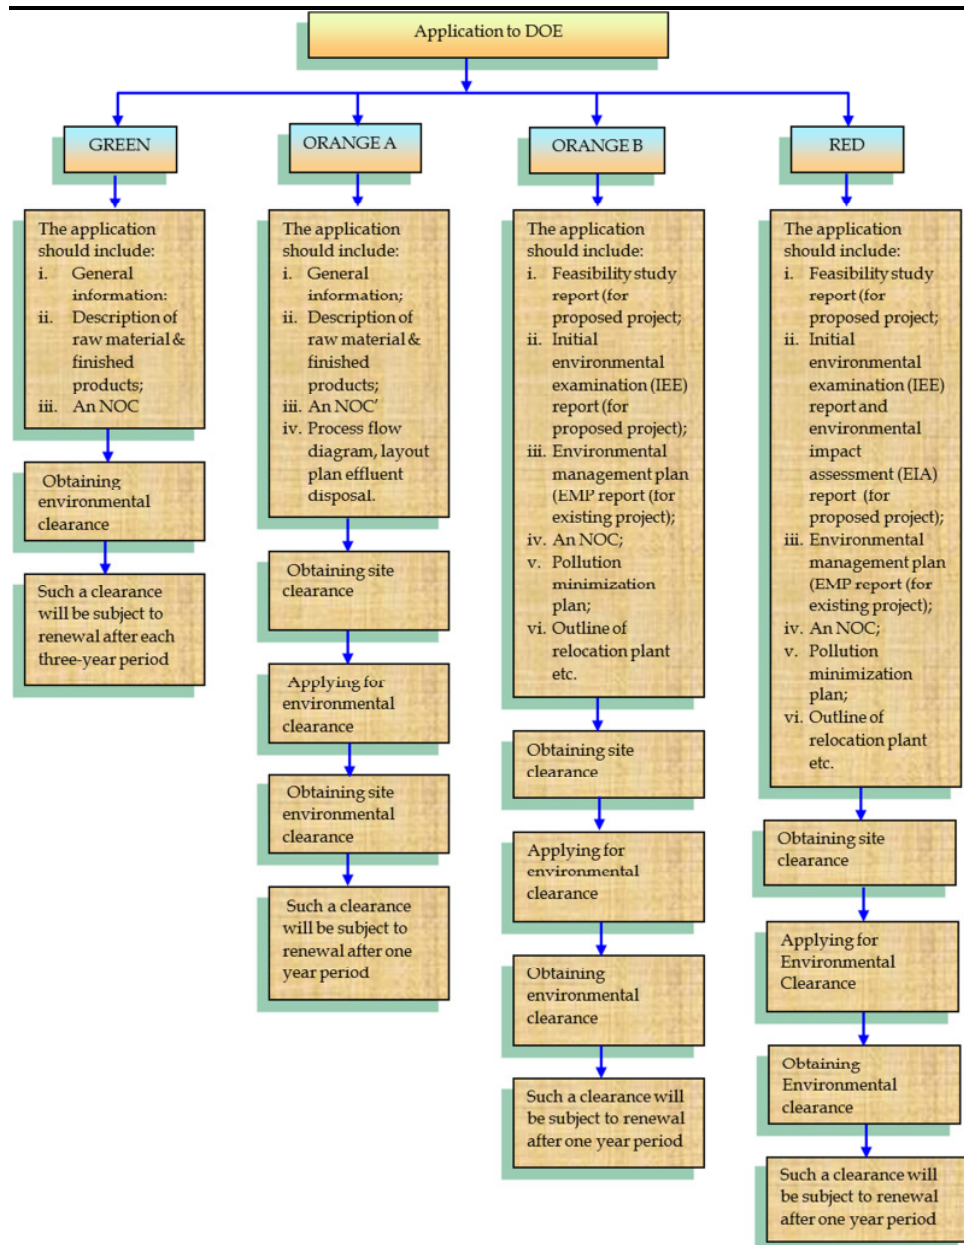 Application to DOE
GREEN
The application
should include:
i. General
information:
ii. Description of
raw material &
finished
products;
iii. An NOC
Obtaining
environmental
clearance
Such a clearance
will be subject to
renewal after each
three-year period
ORANGE A
The application
should include:
i. General
information;
ii. Description of
raw material &
finished
products;
iii. An NOC'
iv. Process flow
diagram, layout
plan effluent
disposal.
Obtaining site
clearance
Applying for
environmental
clearance
Obtaining site
environmental
clearance
Such a clearance
will be subject to
renewal after one
year period
ORANGE B
The application
should include:
i. Feasibility study
report (for
proposed project;
ii. Initial
environmental
examination (IEE)
report (for
proposed project);
iii. Environmental
management plan
(EMP report (for
existing project);
iv. An NOC;
v. Pollution
minimization
plan;
vi. Outline of
relocation plant
etc.
Obtaining site
clearance
Applying for
environmental
clearance
Obtaining
environmental
clearance
Such a clearance will
be subject to renewal
after one year period
RED
The application
should include:
i. Feasibility study
report (for
proposed project;
ii. Initial
environmental
examination (IEE)
report and
environmental
impact
assessment (EIA)
report (for
proposed project);
iii. Environmental
management plan
(EMP report (for
existing project);
iv. An NOC;
v. Pollution
minimization
plan;
vi. Outline of
relocation plant
etc.
Obtaining site
clearance
Applying for
Environmental
Clearance
Obtaining
Environmental
clearance
Such a clearance will
be subject to renewal
after one year period